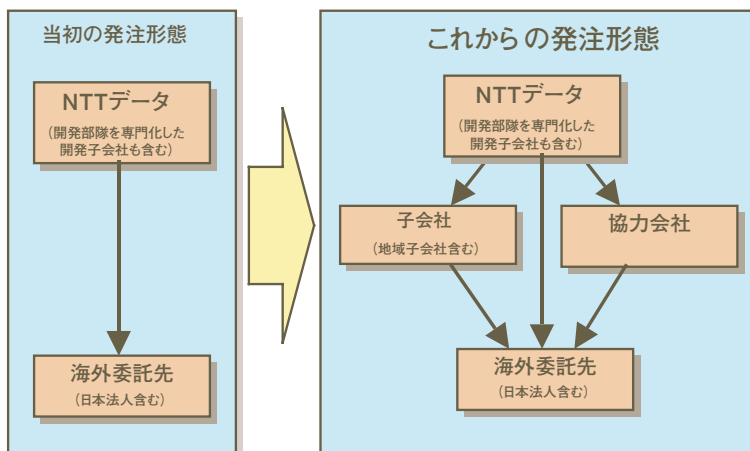 当初の発注形態
NTTデータ
(開発部隊を専門化した
開発子会社も含む)
海外委託先
(日本法人含む)
これからの発注形態
NTTデータ
(開発部隊を専門化した
開発子会社も含む)
子会社
(地域子会社含む)
協力会社
海外委託先
(日本法人含む)